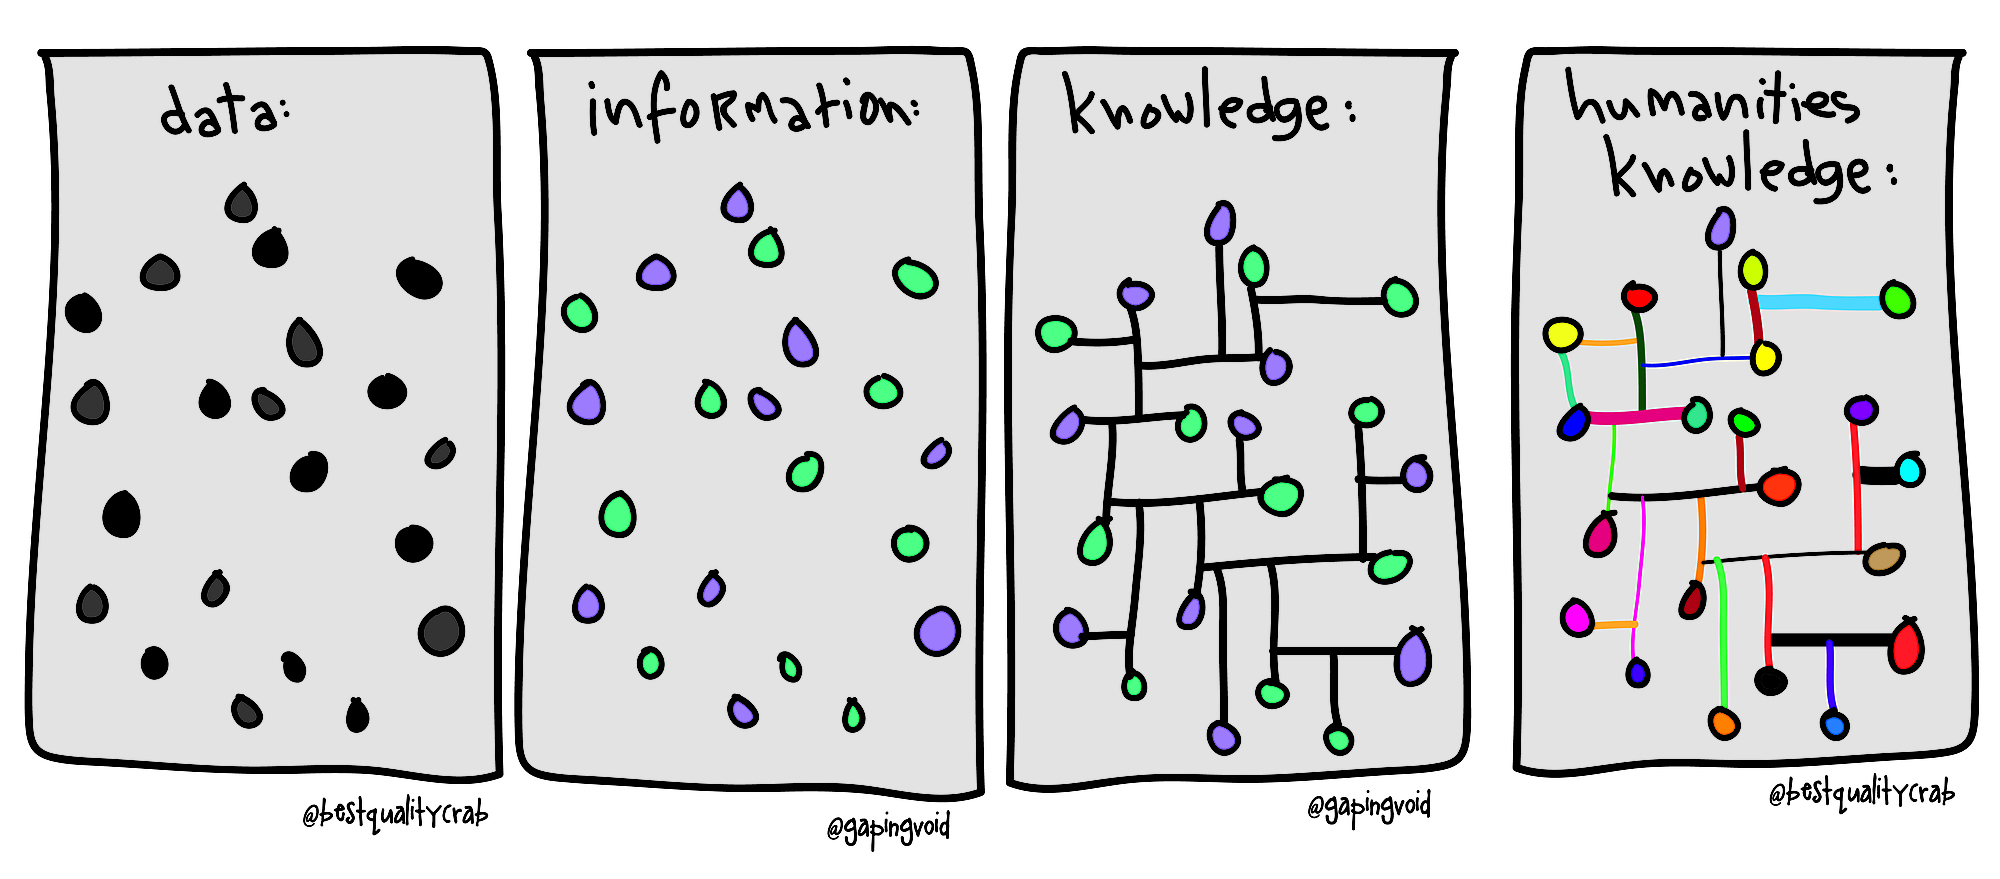 data:
information:
knowledge:
humanities
knowledge:
@bestqualitycrab
@gapingvoid
@gapingvoid
@bestqualitycrab